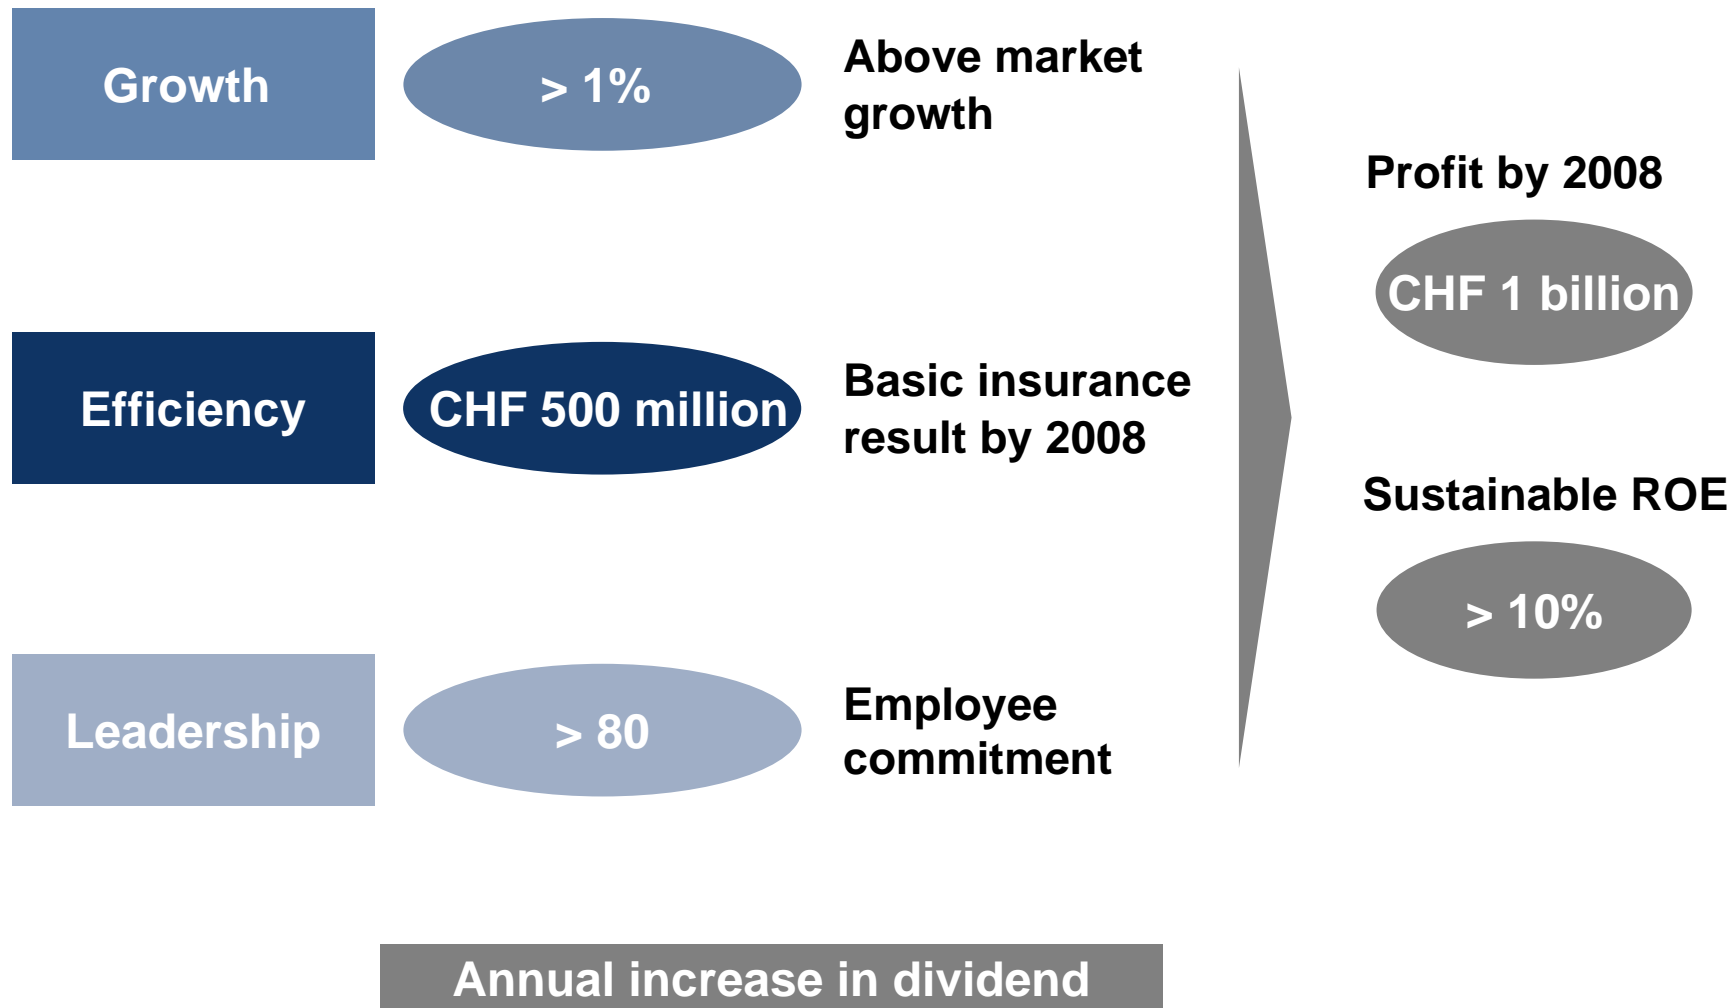 Growth
> 1%
Above market
growth
Efficiency
CHF 500 million
Basic insurance
result by 2008
Leadership
> 80
Employee
commitment
Profit by 2008
CHF 1 billion
Sustainable ROE
> 10%
Annual increase in dividend